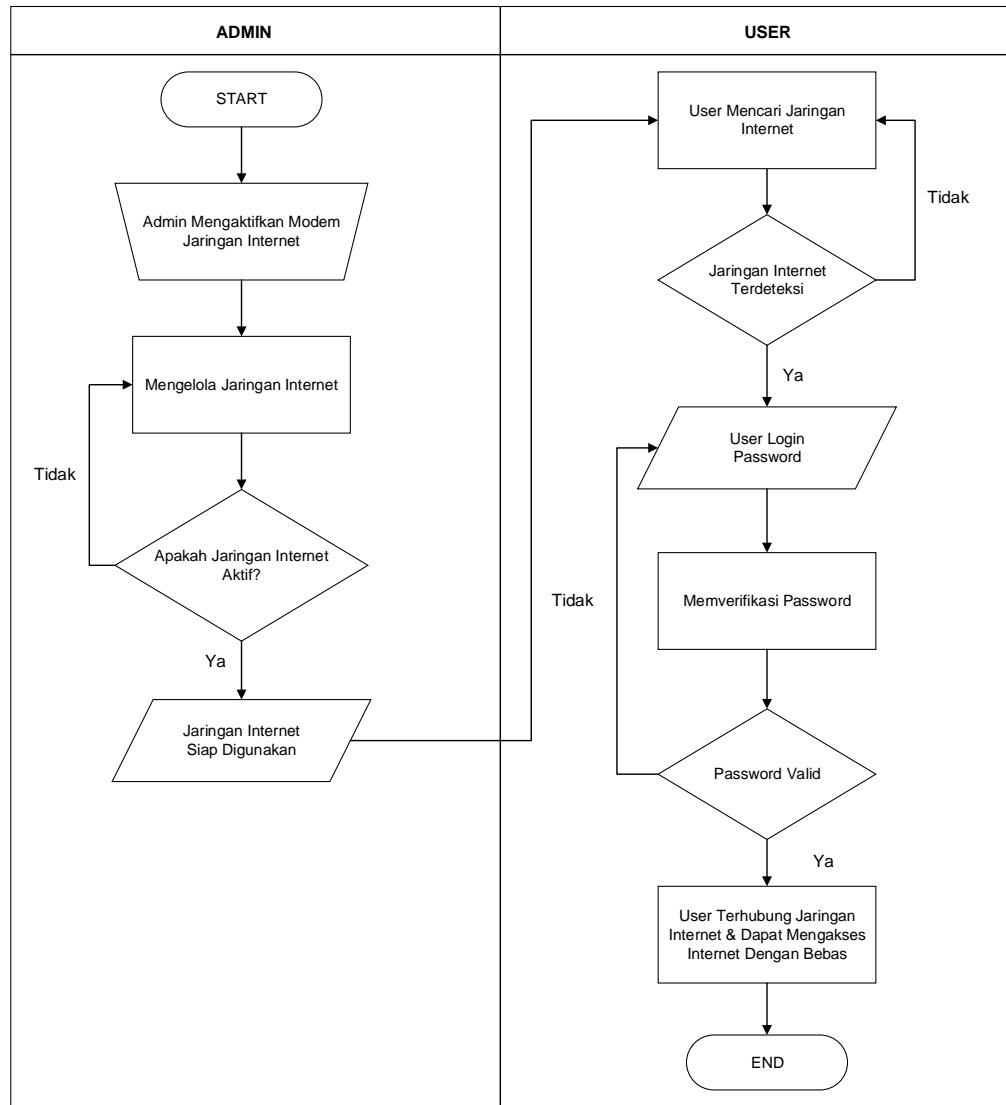 ADMIN
USER
START
Admin Mengaktifkan Modem
Jaringan Internet
Mengelola Jaringan Internet
Tidak
Apakah Jaringan Internet
Aktif?
Ya
Jaringan Internet
Siap Digunakan
User Mencari Jaringan
Internet
Tidak
Jaringan Internet
Terdeteksi
Ya
User Login
Password
Memverifikasi Password
Tidak
Password Valid
Ya
User Terhubung Jaringan
Internet & Dapat Mengakses
Internet Dengan Bebas
END